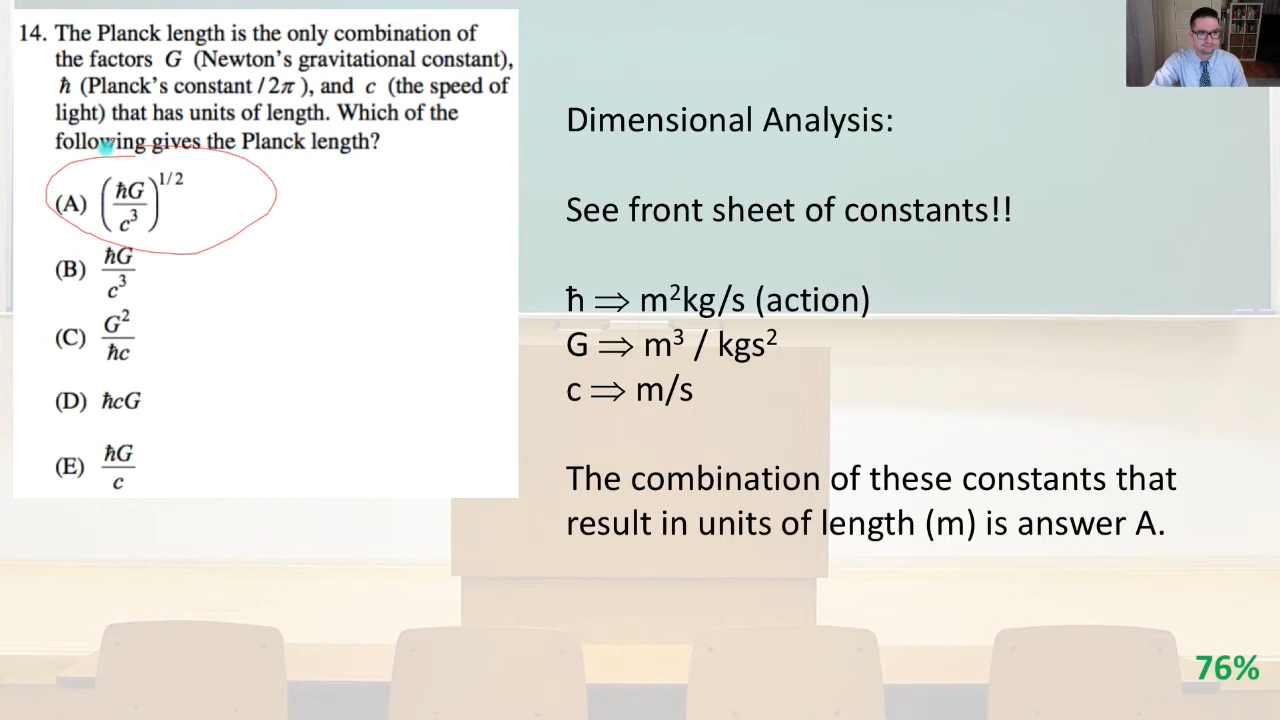 14. The Planck length is the only combination of
the factors G (Newton's gravitational constant),
ħ (Planck's constant / 2π ), and c (the speed of
light) that has units of length. Which of the
following gives the Planck length?
(A) (ħG/c³)^1/2
(B) ħG/c³
(C) G²/ħc
(D) ħcG
(E) ħG/c
Dimensional Analysis:
See front sheet of constants!!
ħ ⇒ m²kg/s (action)
G ⇒ m³ / kgs²
c ⇒ m/s
The combination of these constants that
result in units of length (m) is answer A.
76%